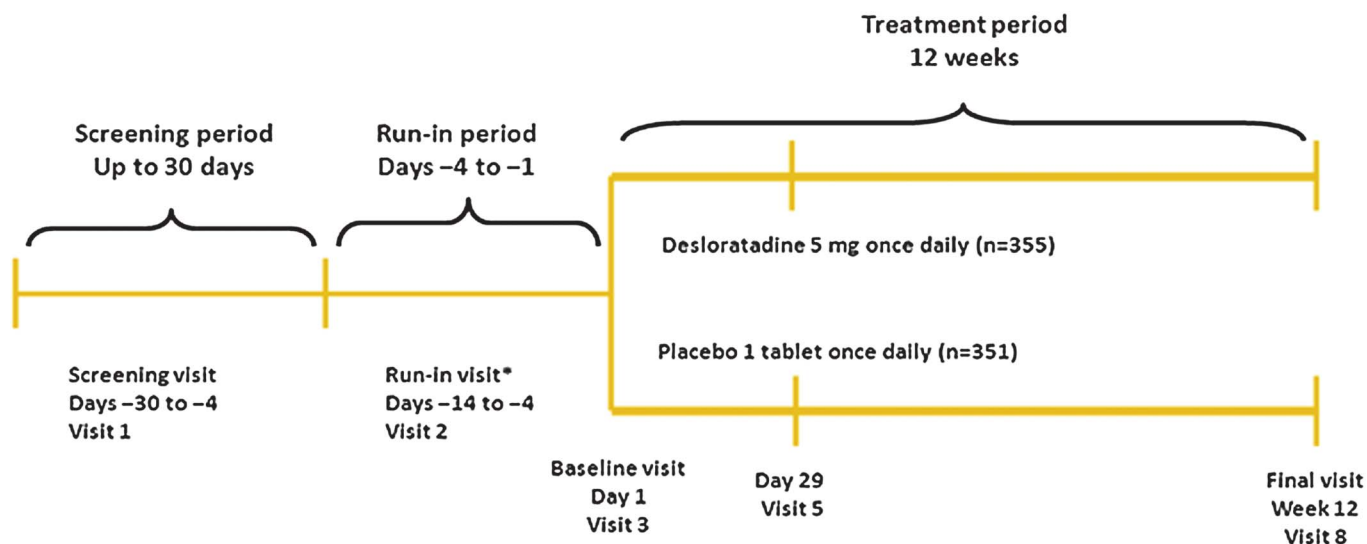 Treatment period
12 weeks
Screening period
Up to 30 days
Run-in period
Days –4 to –1
Desloratadine 5 mg once daily (n=355)
Placebo 1 tablet once daily (n=351)
Screening visit
Days –30 to –4
Visit 1
Run-in visit*
Days –14 to –4
Visit 2
Baseline visit
Day 1
Visit 3
Day 29
Visit 5
Final visit
Week 12
Visit 8